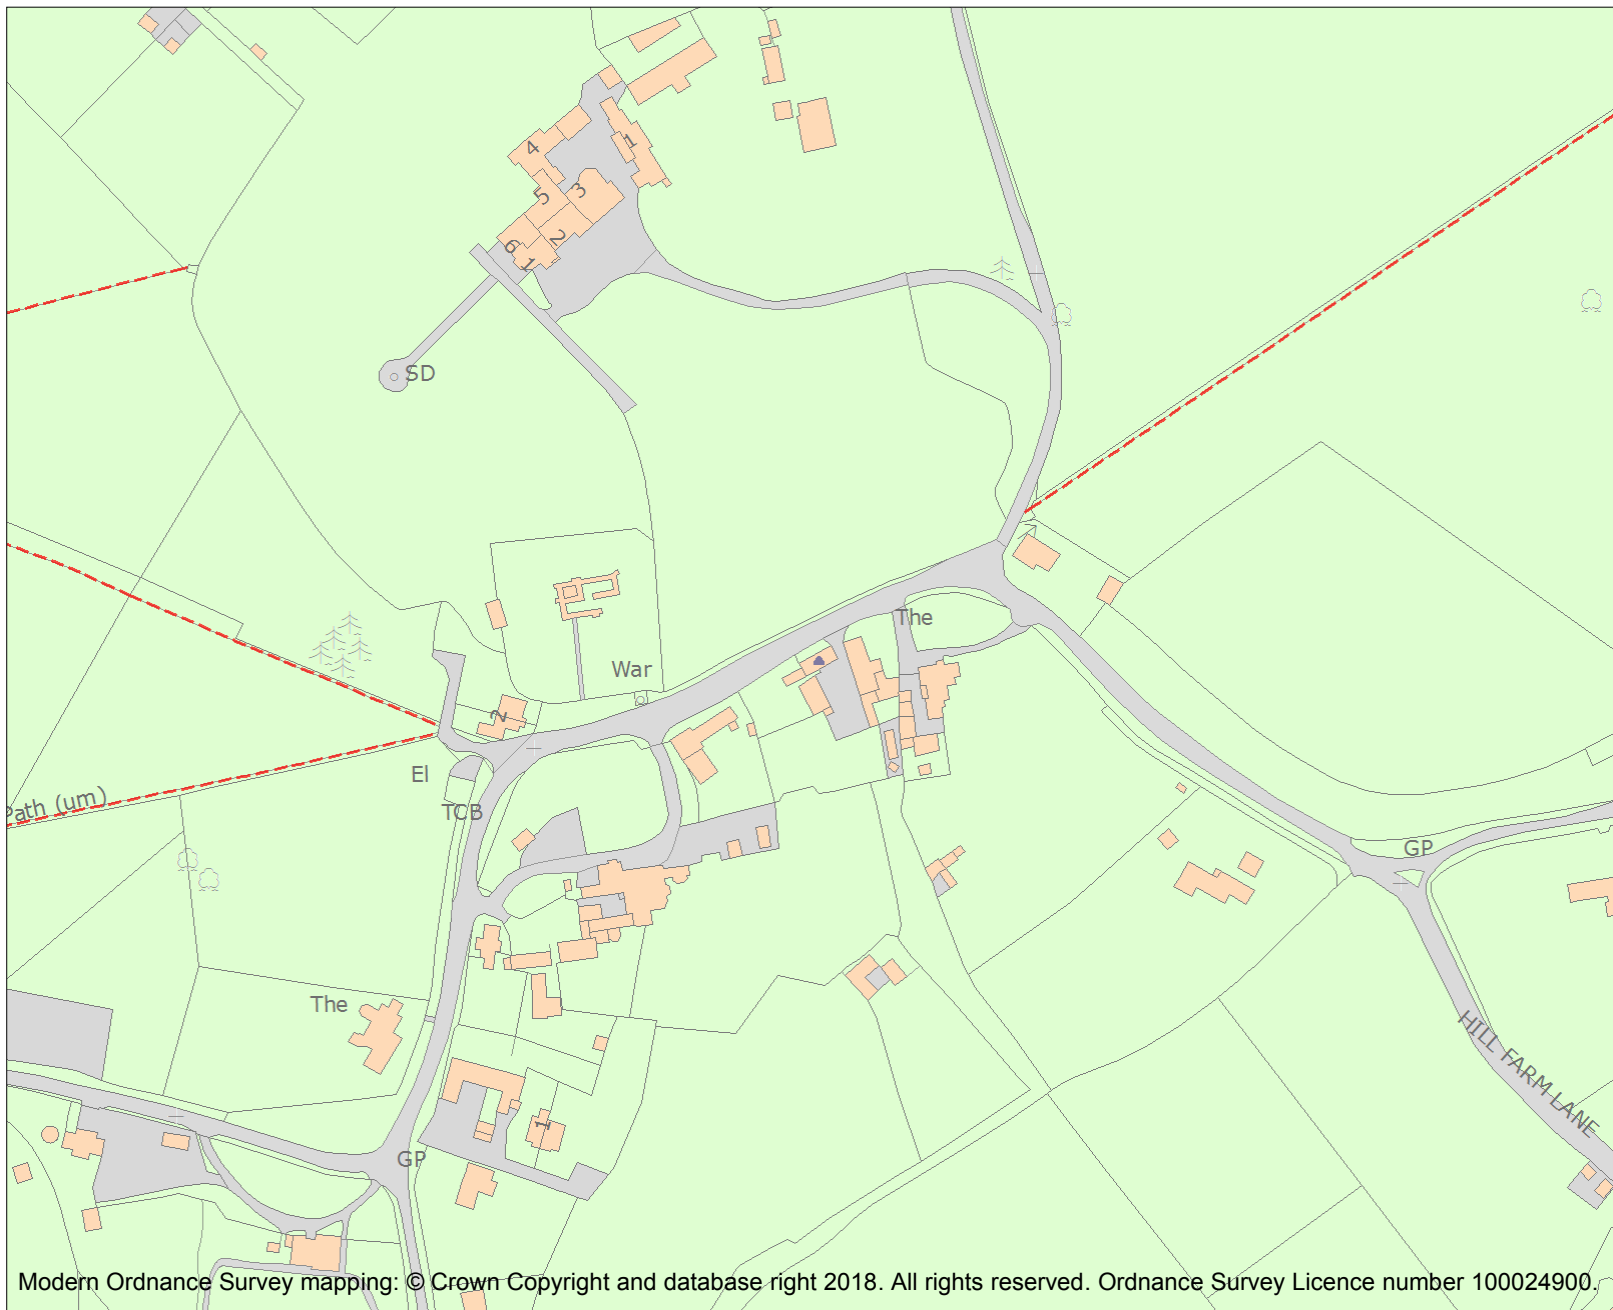 1
4
3
5
2
6
1
SD
The
War
2
El
Path (um)
TCB
GP
The
HILL FARM LANE
1
GP
Modern Ordnance Survey mapping: © Crown Copyright and database right 2018. All rights reserved. Ordnance Survey Licence number 100024900.